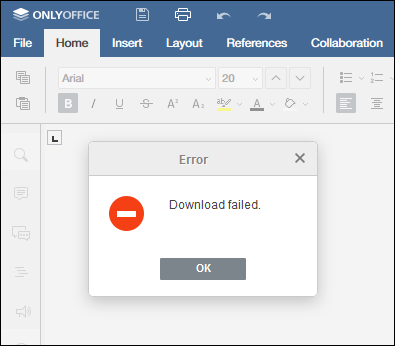 ONLYOFFICE
File Home Insert Layout References Collaboration
Arial 20
B I U S A² A₂ A
Error
Download failed.
OK